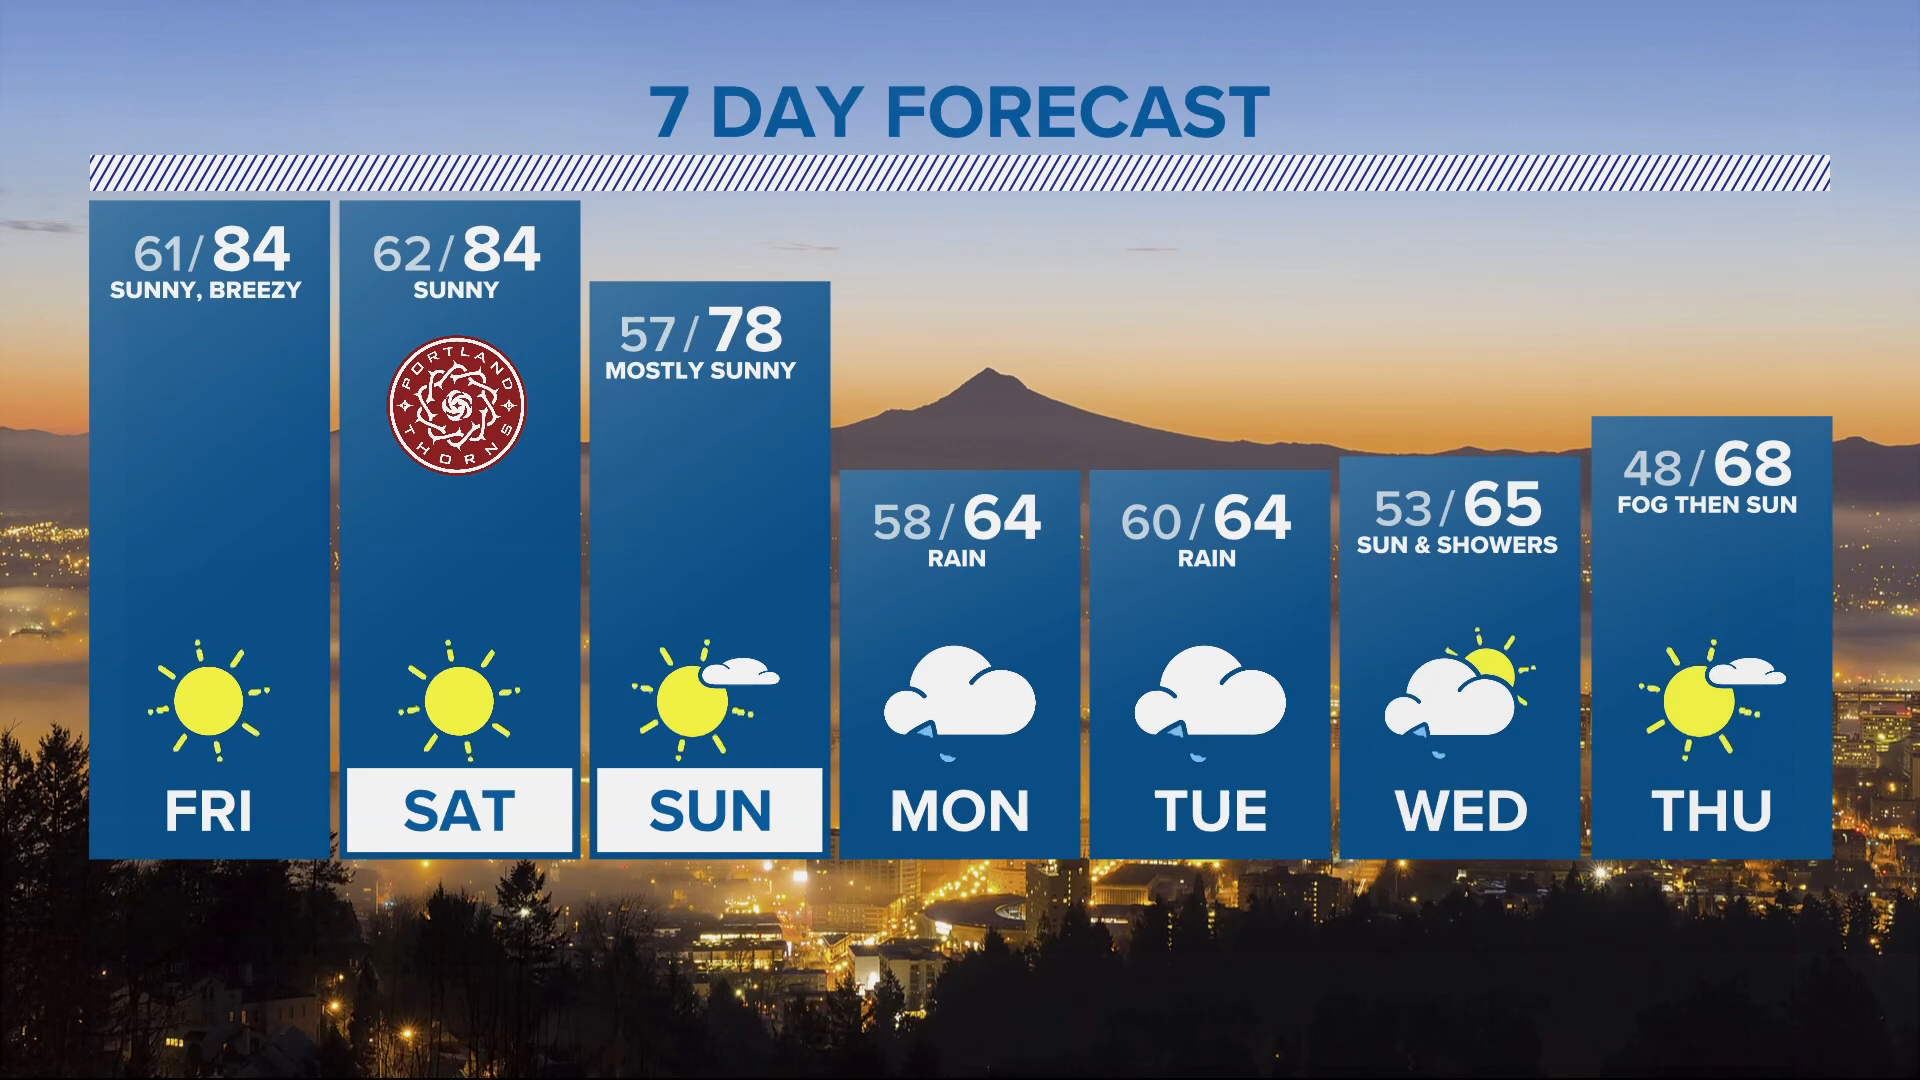 7 DAY FORECAST
61/84
SUNNY, BREEZY
FRI
62/84
SUNNY
PORTLAND
THORNS
SAT
57/78
MOSTLY SUNNY
SUN
58/64
RAIN
MON
60/64
RAIN
TUE
53/65
SUN & SHOWERS
WED
48/68
FOG THEN SUN
THU